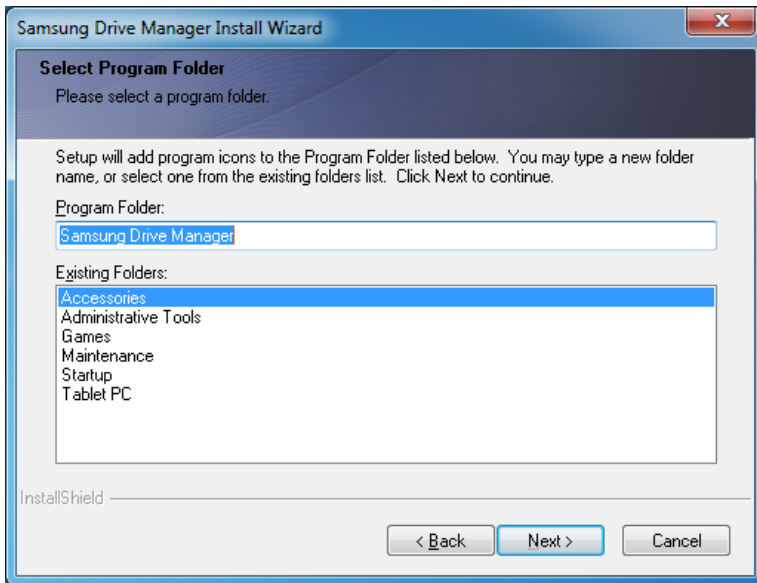 Samsung Drive Manager Install Wizard
Select Program Folder
Please select a program folder.
Setup will add program icons to the Program Folder listed below.  You may type a new folder
name, or select one from the existing folders list.  Click Next to continue.
Program Folder:
Samsung Drive Manager
Existing Folders:
Accessories
Administrative Tools
Games
Maintenance
Startup
Tablet PC
InstallShield
< Back
Next >
Cancel